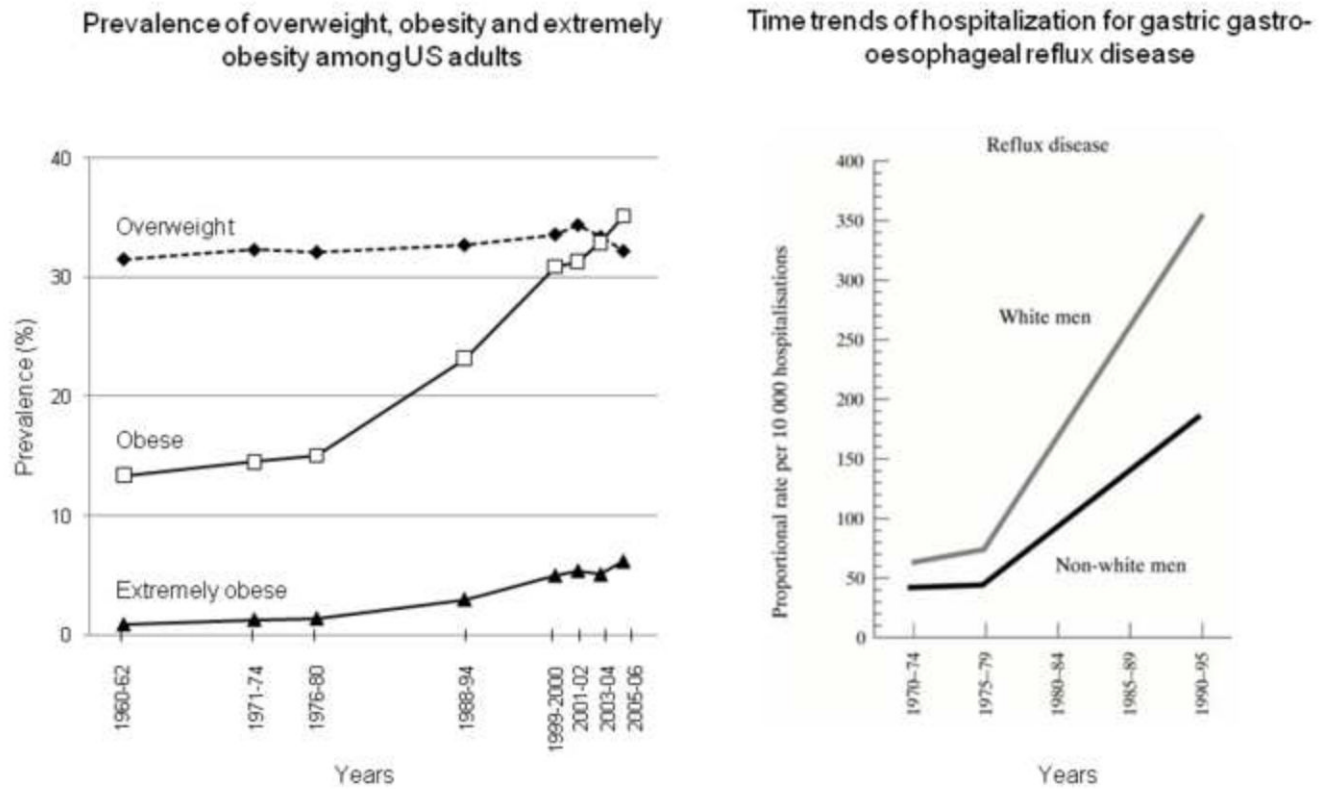 Prevalence of overweight, obesity and extremely
obesity among US adults
40
30
20
10
0
Prevalence (%)
Overweight
Obese
Extremely obese
1960-62
1971-74
1976-80
1988-94
1999-2000
2001-02
2003-04
2005-06
Years
Time trends of hospitalization for gastric gastro-
oesophageal reflux disease
Reflux disease
400
350
300
250
200
150
100
50
0
Proportional rate per 10 000 hospitalisations
White men
Non-white men
1970–74
1975–79
1980–84
1985–89
1990–95
Years